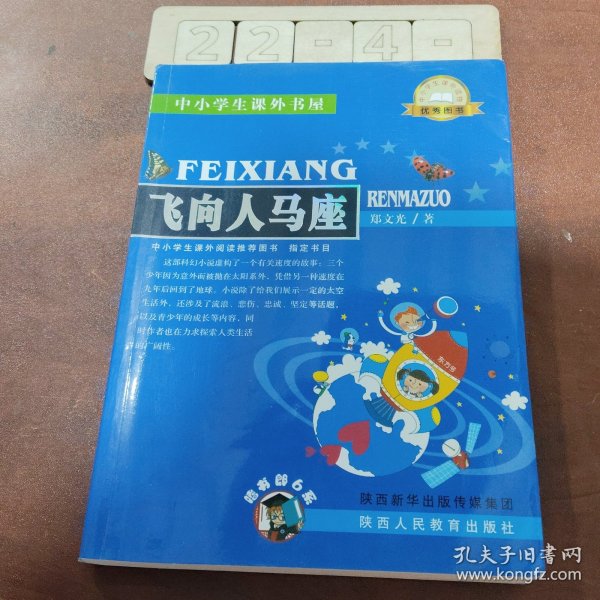 22-4-
中小学生课外书屋
优秀图书
FEIXIANG
飞向人马座
RENMAZUO
郑文光/著
中小学生课外阅读推荐图书 指定书目
这部科幻小说虚构了一个有关速度的故事：三个
少年因为意外而被抛在太阳系外，凭借另一种速度在
九年后回到了地球。小说除了给我们展示一定的太空
生活外，还涉及了流浪、悲伤、忠诚、坚定等话题，
以及青少年的成长等内容，同
时作者也在力求探索人类生活
的广阔性。
东方号
陕西新华出版传媒集团
陕西人民教育出版社
孔夫子旧书网
www.kongfz.com